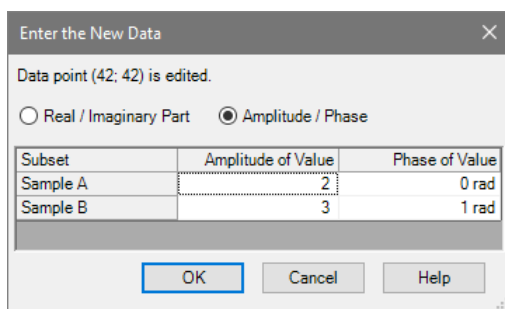 Enter the New Data
Data point (42; 42) is edited.
Real / Imaginary Part Amplitude / Phase
Subset Amplitude of Value Phase of Value
Sample A 2 0 rad
Sample B 3 1 rad
OK Cancel Help